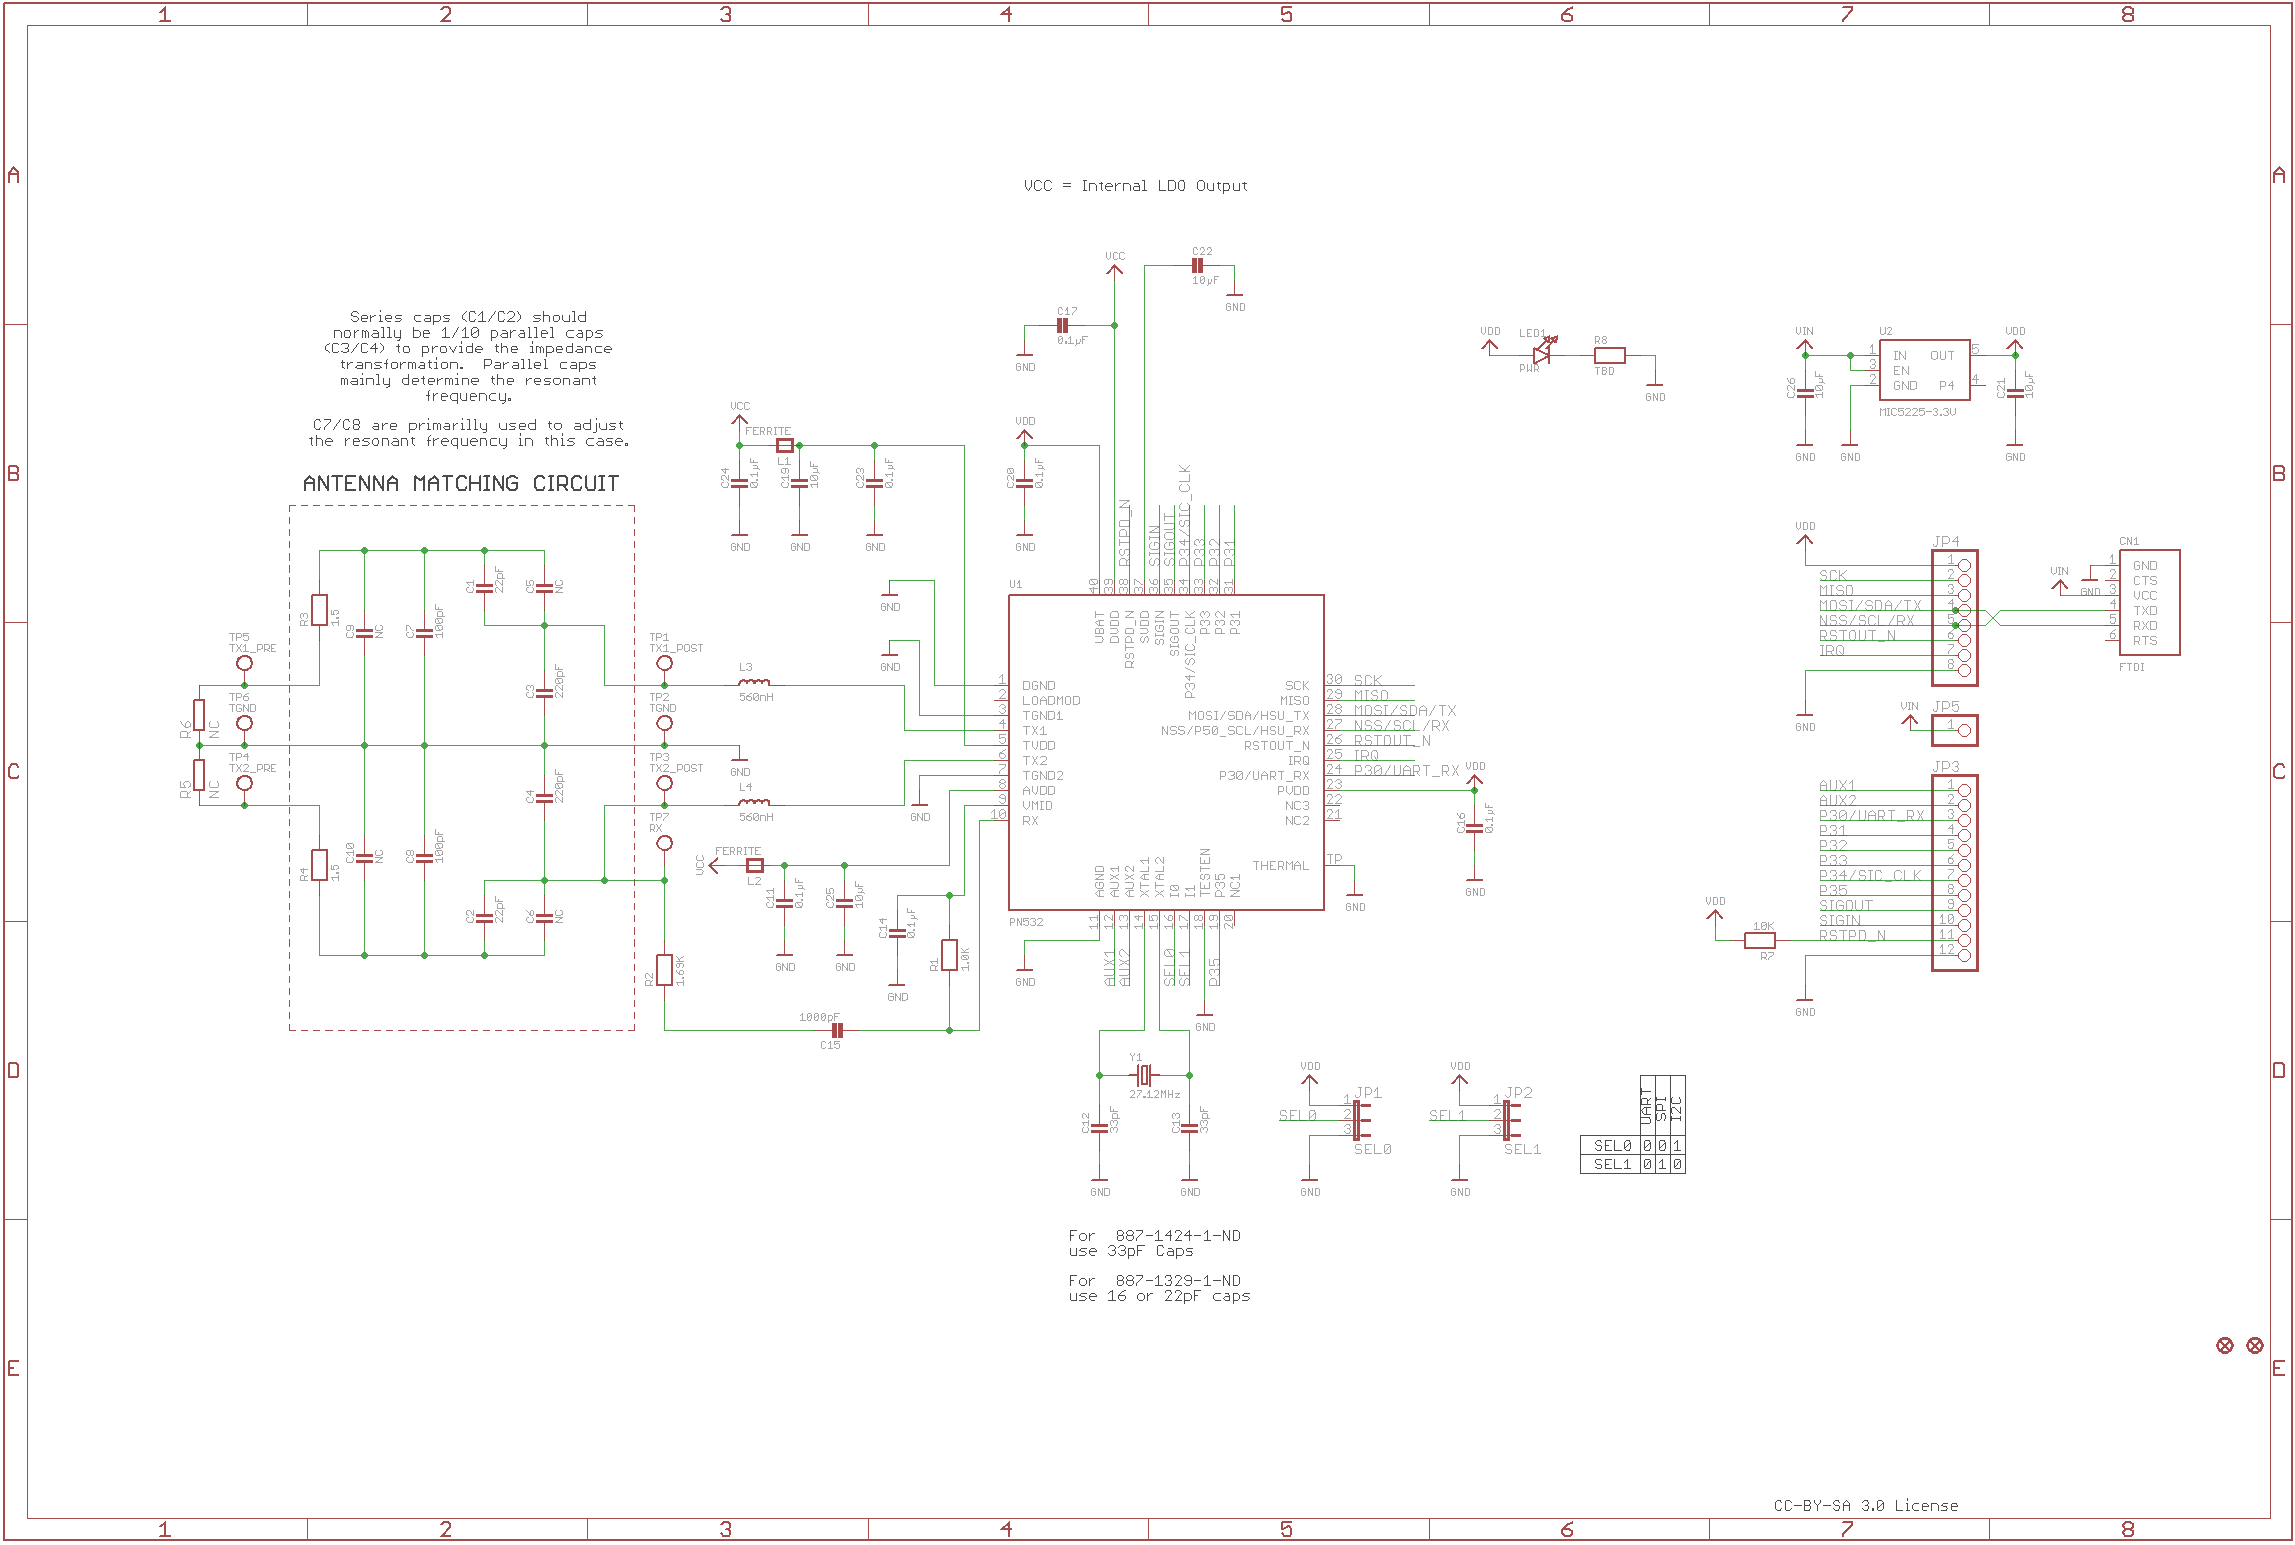 1 2 3 4 5 6 7 8
A
A
VCC = Internal LDO Output
Series caps (C1/C2) should
normally be 1/10 parallel caps
(C3/C4) to provide the impedance
transformation. Parallel caps
mainly determine the resonant
frequency.
C7/C8 are primarilly used to adjust
the resonant frequency in this case.
ANTENNA MATCHING CIRCUIT
B
B
VCC
C22
10µF
GND
C17
0.1µF
GND
VDD
LED1
PWR
R8
TBD
GND
VIN
U2
VDD
1 IN OUT 5
3 EN
2 GND P4 4
MIC5225-3.3V
C26
10µF
C21
10µF
GND
GND
GND
VCC
FERRITE
L1
C24
0.1µF
C19
10µF
C23
0.1µF
GND
GND
GND
VDD
C20
0.1µF
GND
RSTPD_N
SIGIN
SIGOUT
P34/SIC_CLK
P33
P32
P31
R3
1.5
C9
NC
C7
100pF
C1
22pF
C5
NC
C3
220pF
C4
220pF
R4
1.5
C10
NC
C8
100pF
C2
22pF
C6
NC
TP5
TX1_PRE
TP6
TGND
TP4
TX2_PRE
R6
NC
R5
NC
TP1
TX1_POST
TP2
TGND
TP3
TX2_POST
TP7
RX
L3
560nH
GND
L4
560nH
GND
GND
GND
VCC
FERRITE
L2
C11
0.1µF
C25
10µF
GND
GND
C14
0.1µF
GND
R1
1.0K
R2
1.69K
1000pF
C15
U1
40 39 38 37 36 35 34 33 32 31
VBAT
DVDD
RSTPD_N
SVDD
SIGIN
SIGOUT
P34/SIC_CLK
P33
P32
P31
1 DGND
2 LOADMOD
3 TGND1
4 TX1
5 TVDD
6 TX2
7 TGND2
8 AVDD
9 VMID
10 RX
SCK 30 SCK
MISO 29 MISO
MOSI/SDA/HSU_TX 28 MOSI/SDA/TX
NSS/P50_SCL/HSU_RX 27 NSS/SCL/RX
RSTOUT_N 26 RSTOUT_N
IRQ 25 IRQ
P30/UART_RX 24 P30/UART_RX
PVDD 23
NC3 22
NC2 21
THERMAL TP
AGND
AUX1
AUX2
XTAL1
XTAL2
I0
I1
TESTEN
P35
NC1
11 12 13 14 15 16 17 18 19 20
PN532
GND
AUX1
AUX2
SEL0
SEL1
P35
GND
GND
VDD
C16
0.1µF
GND
Y1
27.12MHz
C12
33pF
C13
33pF
GND
GND
VDD
JP1
SEL0
1
2
3
SEL0
GND
VDD
JP2
SEL1
1
2
3
SEL1
GND
UART
SPI
I2C
SEL0 0 0 1
SEL1 0 1 0
C
C
VDD
JP4
1
SCK 2
MISO 3
MOSI/SDA/TX 4
NSS/SCL/RX 5
RSTOUT_N 6
IRQ 7
8
GND
CN1
VIN
GND
1 GND
2 CTS
3 VCC
4 TXD
5 RXD
6 RTS
FTDI
JP5
VIN
1
JP3
AUX1 1
AUX2 2
P30/UART_RX 3
P31 4
P32 5
P33 6
P34/SIC_CLK 7
P35 8
SIGOUT 9
SIGIN 10
RSTPD_N 11
12
VDD
10K
R7
GND
D
D
For 887-1424-1-ND
use 33pF Caps
For 887-1329-1-ND
use 16 or 22pF caps
E
E
CC-BY-SA 3.0 License
1 2 3 4 5 6 7 8